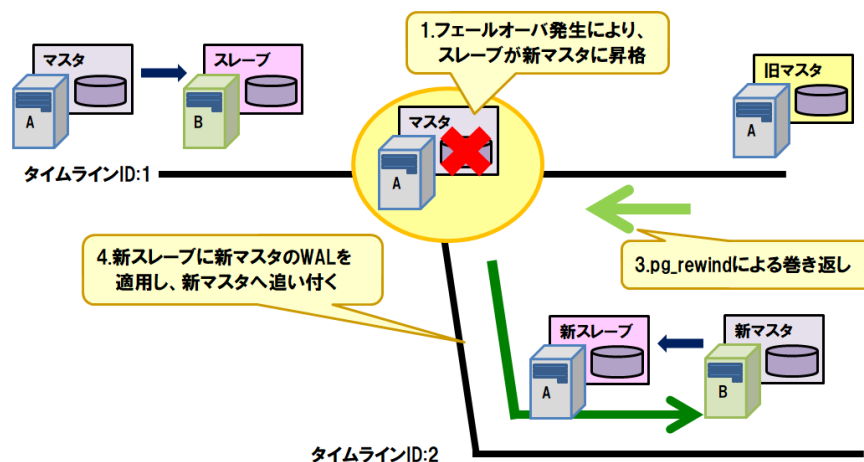 1.フェールオーバ発生により、
スレーブが新マスタに昇格
マスタ
スレーブ
旧マスタ
A
B
マスタ
A
A
タイムラインID:1
4.新スレーブに新マスタのWALを
適用し、新マスタへ追い付く
3.pg_rewindによる巻き返し
新スレーブ
新マスタ
A
B
タイムラインID:2